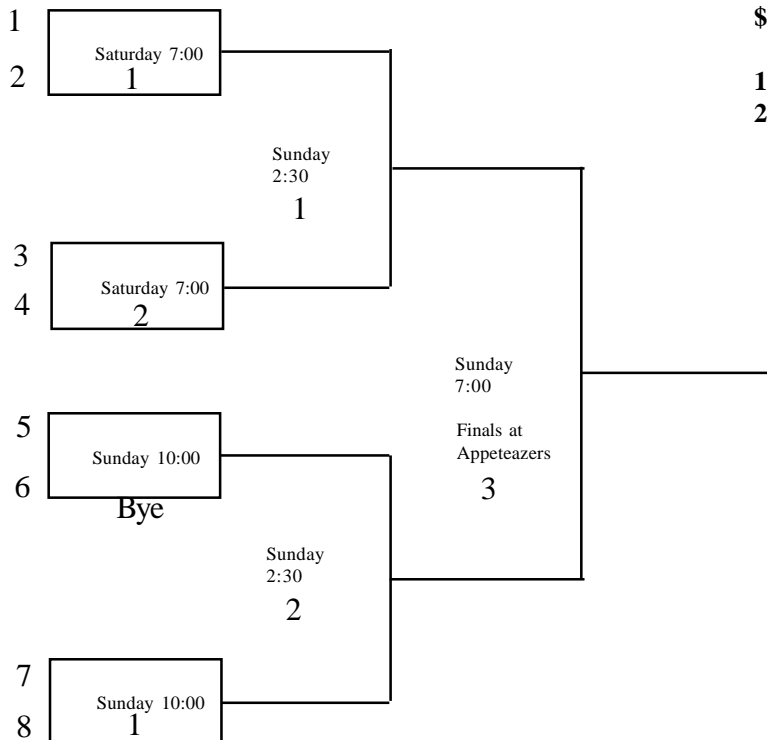 1
$
Saturday 7:00
2
1
1
2
Sunday
2:30
1
3
Saturday 7:00
4
2
Sunday
7:00
5
Finals at
Appeteazers
Sunday 10:00
6
3
Bye
Sunday
2:30
2
7
Sunday 10:00
8
1